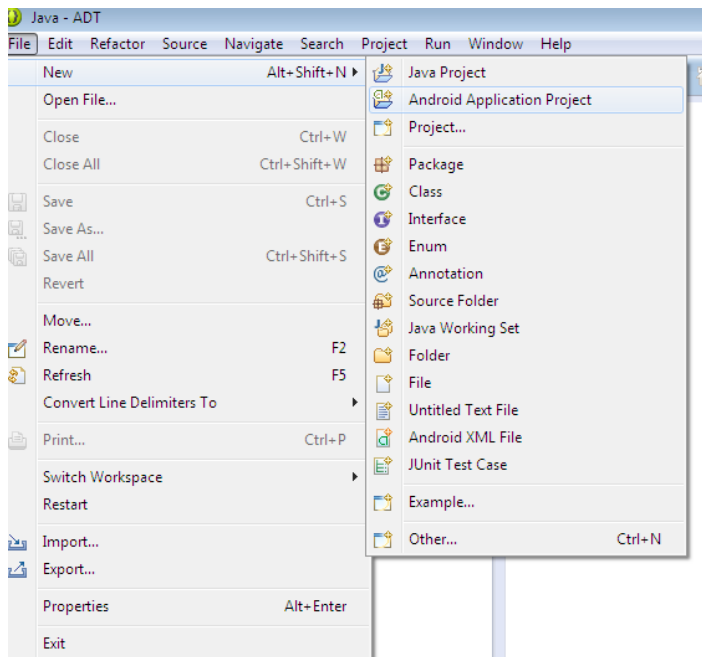 Java - ADT
File Edit Refactor Source Navigate Search Project Run Window Help
New Alt+Shift+N
Open File...
Close Ctrl+W
Close All Ctrl+Shift+W
Save Ctrl+S
Save As...
Save All Ctrl+Shift+S
Revert
Move...
Rename... F2
Refresh F5
Convert Line Delimiters To
Print... Ctrl+P
Switch Workspace
Restart
Import...
Export...
Properties Alt+Enter
Exit
Java Project
Android Application Project
Project...
Package
Class
Interface
Enum
Annotation
Source Folder
Java Working Set
Folder
File
Untitled Text File
Android XML File
JUnit Test Case
Example...
Other... Ctrl+N